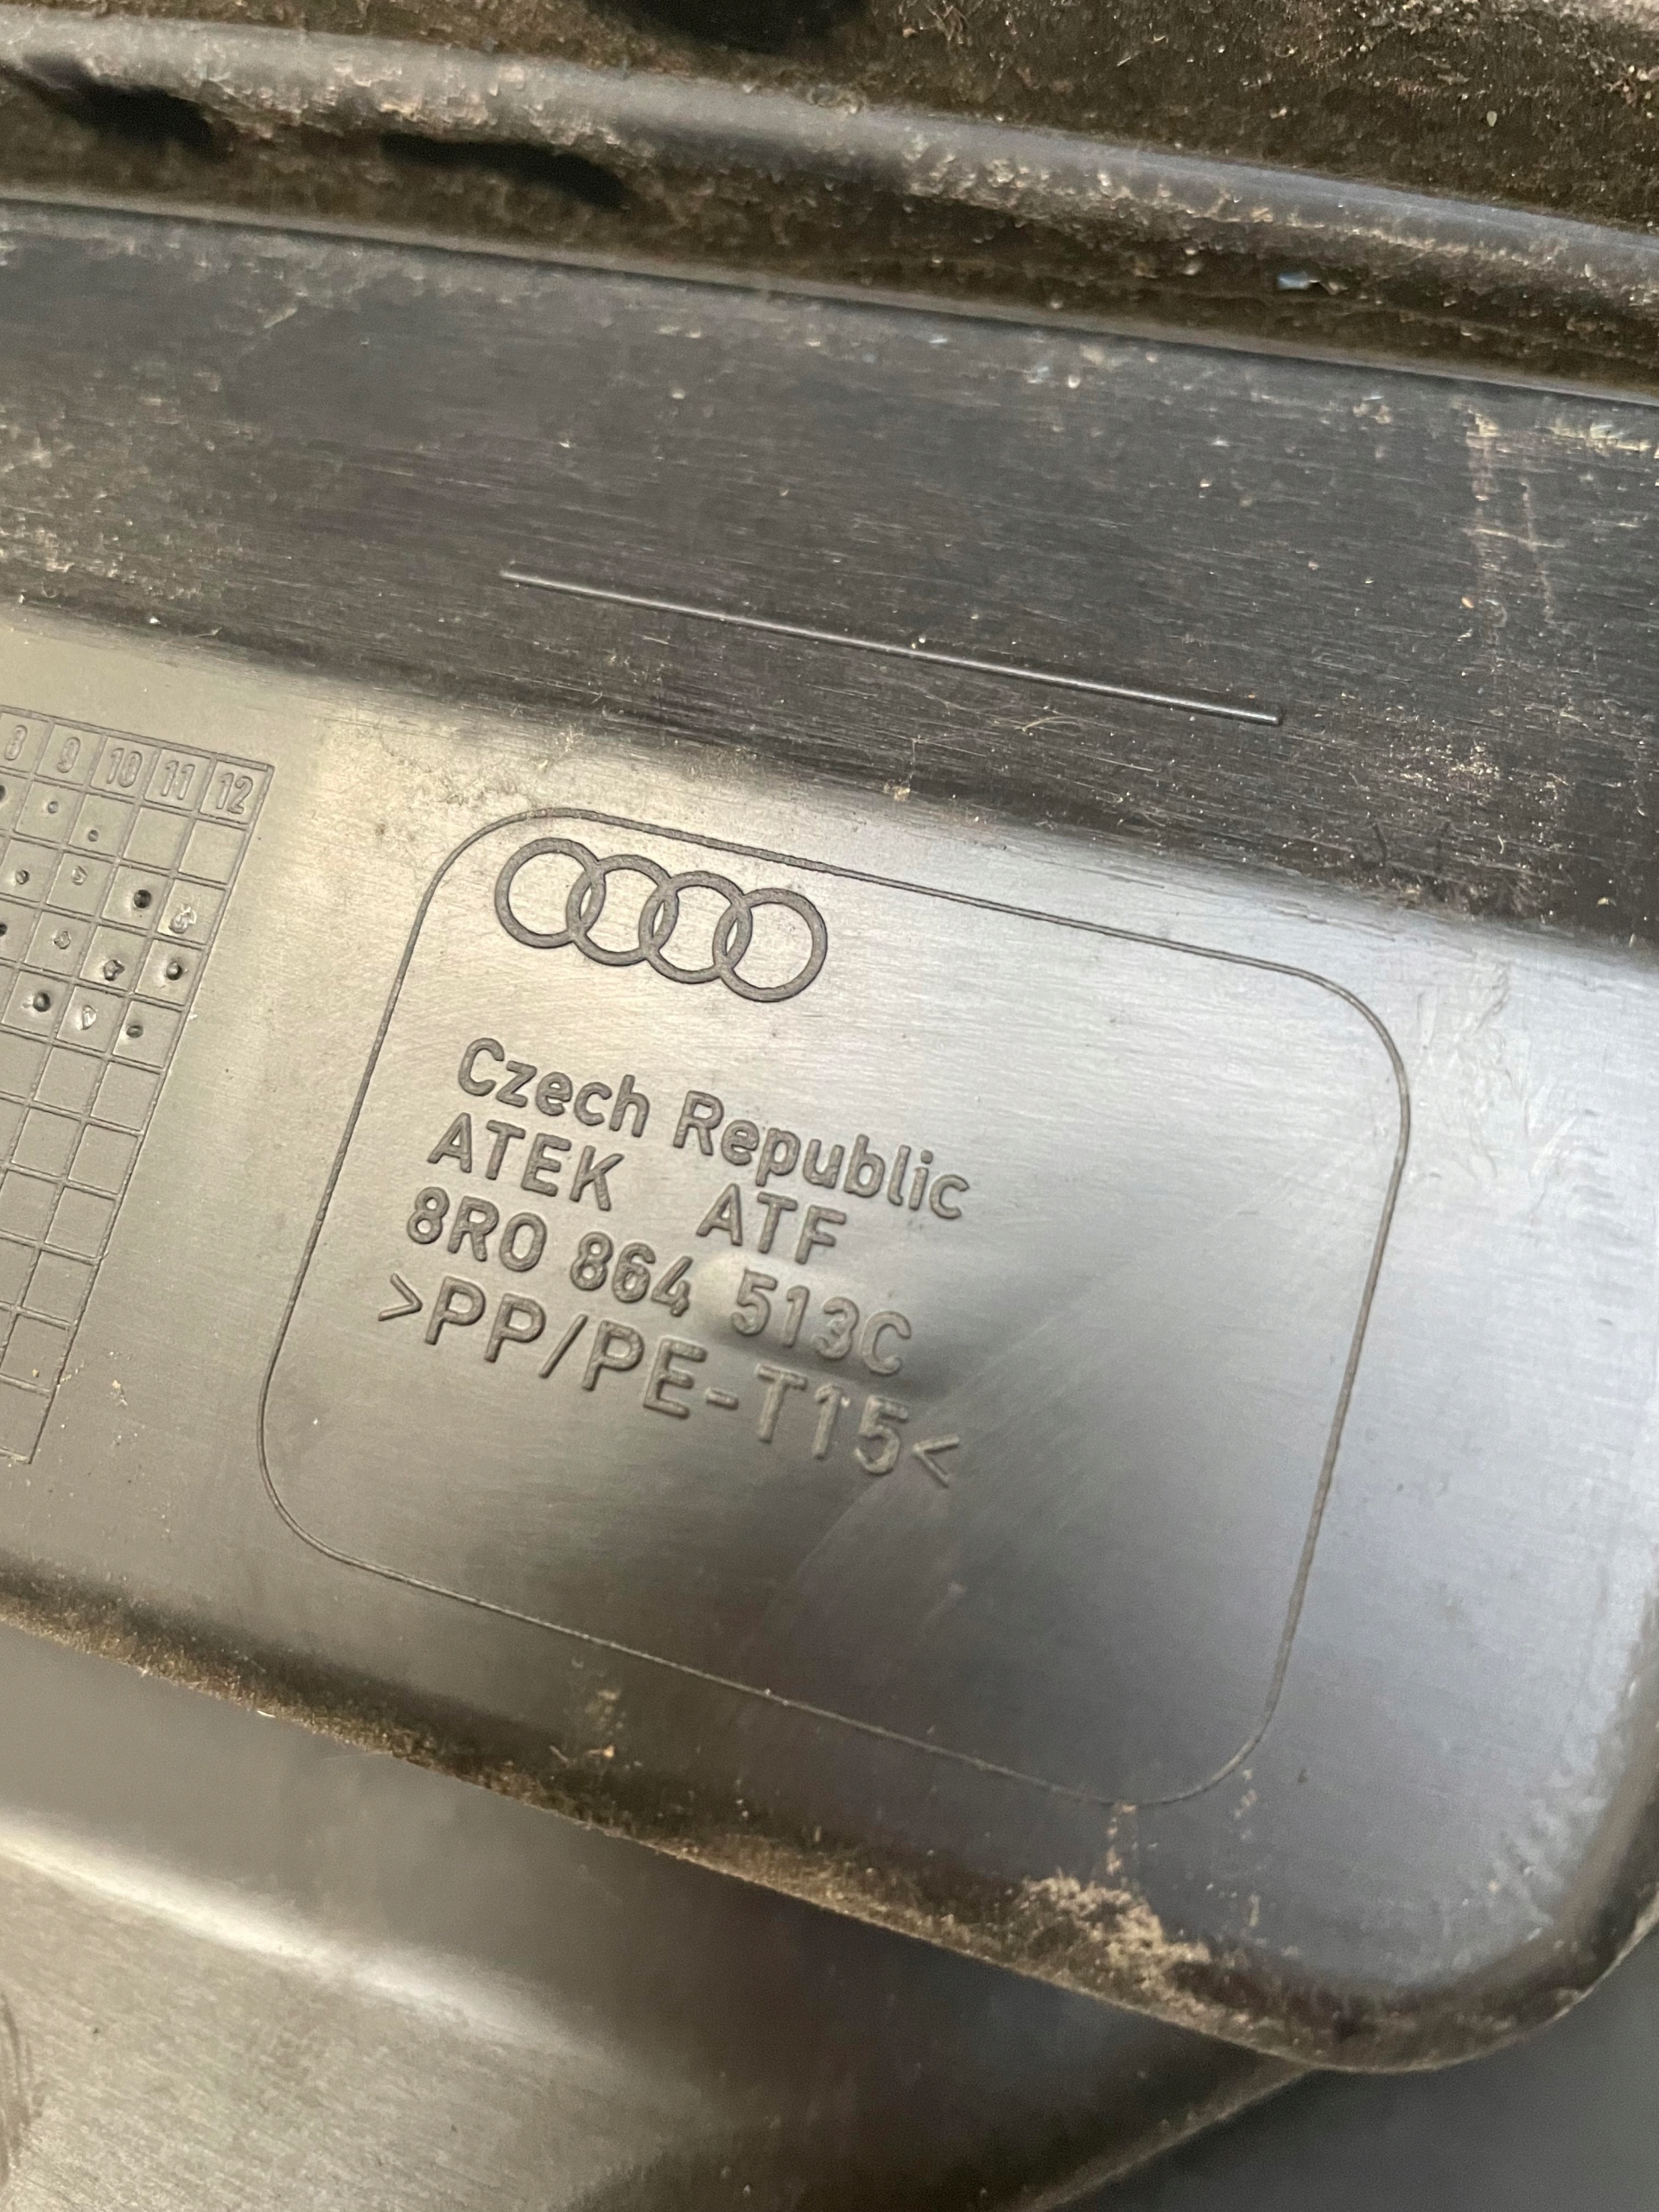 8 9 10 11 12
Czech Republic
ATEK ATF
8R0 864 513C
>PP/PE-T15<